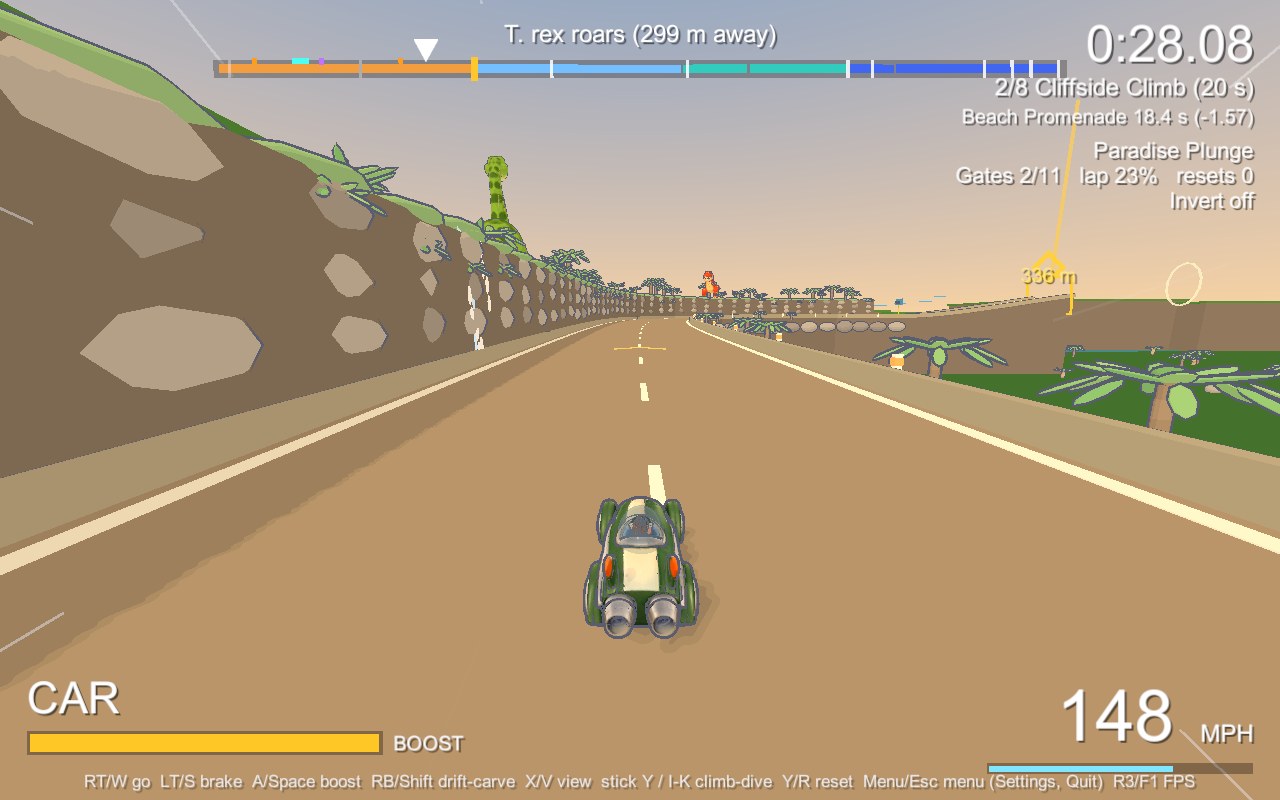 T. rex roars (299 m away)
0:28.08
2/8 Cliffside Climb (20 s)
Beach Promenade 18.4 s (-1.57)
Paradise Plunge
Gates 2/11 lap 23% resets 0
Invert off
336 m
CAR
BOOST
148 MPH
RT/W go LT/S brake A/Space boost RB/Shift drift-carve X/V view stick Y / I-K climb-dive Y/R reset Menu/Esc menu (Settings, Quit) R3/F1 FPS